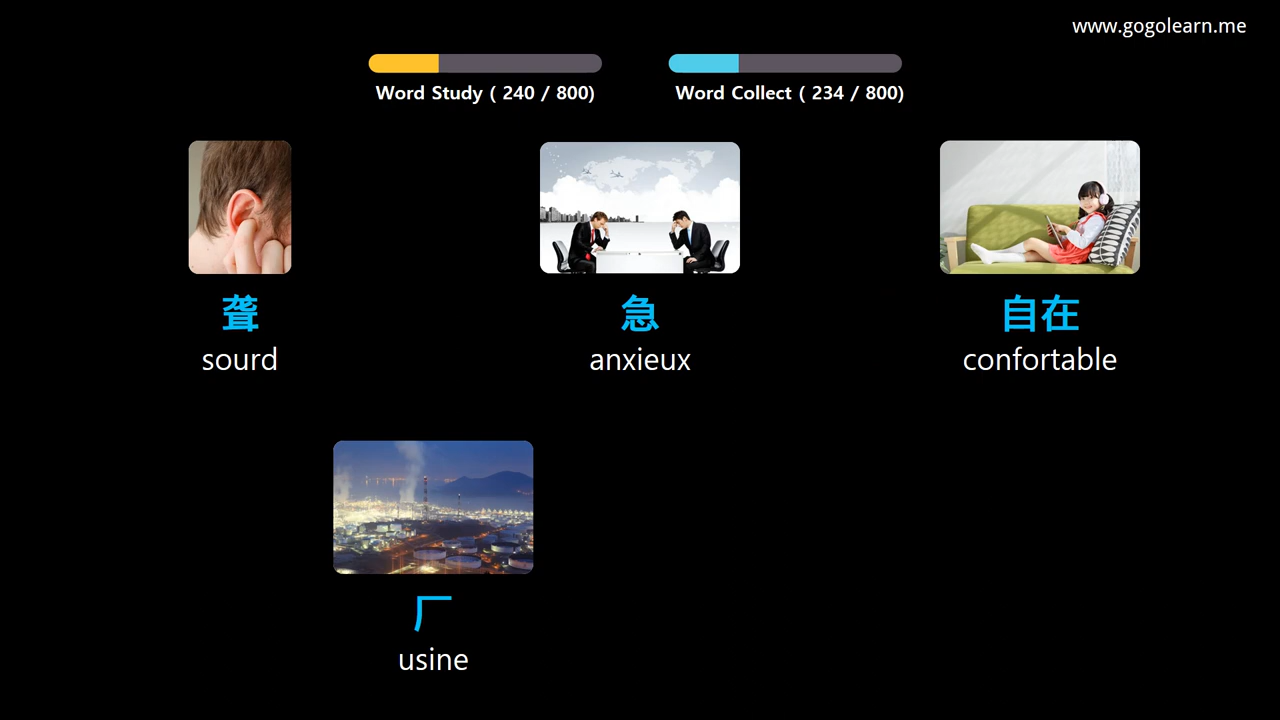 www.gogolearn.me
Word Study ( 240 / 800)
Word Collect ( 234 / 800)
聋
sourd
急
anxieux
自在
confortable
厂
usine